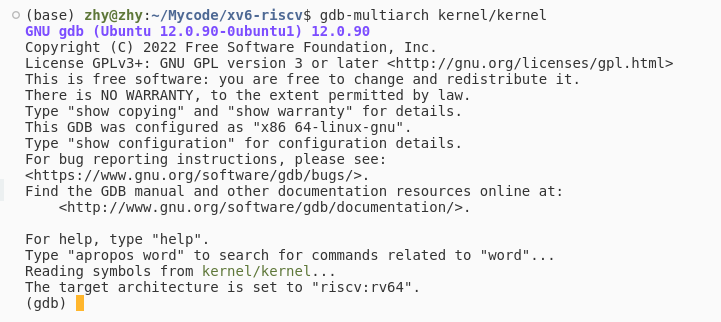 (base) zhy@zhy:~/Mycode/xv6-riscv$ gdb-multiarch kernel/kernel
GNU gdb (Ubuntu 12.0.90-0ubuntu1) 12.0.90
Copyright (C) 2022 Free Software Foundation, Inc.
License GPLv3+: GNU GPL version 3 or later <http://gnu.org/licenses/gpl.html>
This is free software: you are free to change and redistribute it.
There is NO WARRANTY, to the extent permitted by law.
Type "show copying" and "show warranty" for details.
This GDB was configured as "x86 64-linux-gnu".
Type "show configuration" for configuration details.
For bug reporting instructions, please see:
<https://www.gnu.org/software/gdb/bugs/>.
Find the GDB manual and other documentation resources online at:
    <http://www.gnu.org/software/gdb/documentation/>.

For help, type "help".
Type "apropos word" to search for commands related to "word"...
Reading symbols from kernel/kernel...
The target architecture is set to "riscv:rv64".
(gdb)